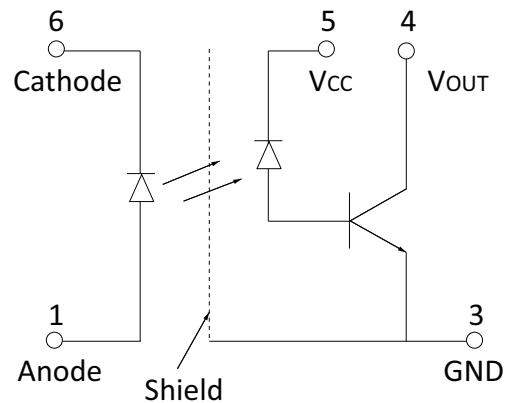 6
Cathode
5
VCC
4
VOUT
1
Anode
Shield
3
GND